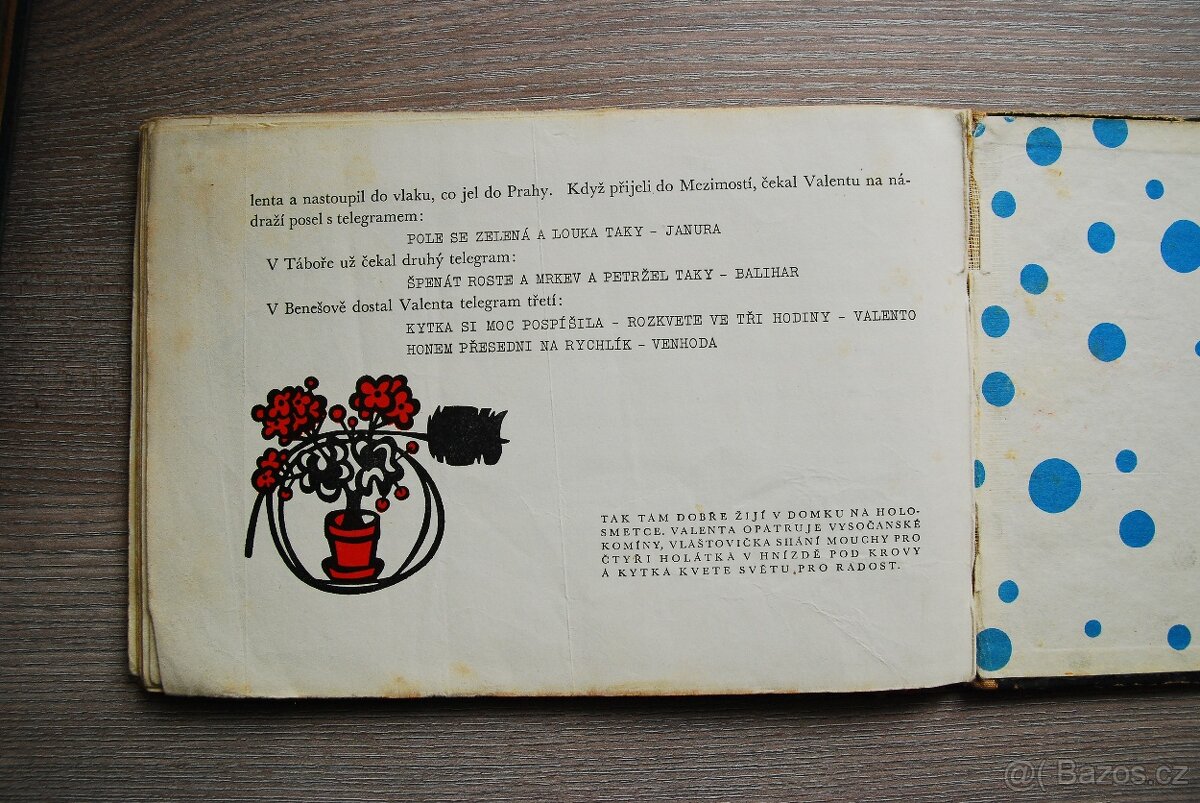 lenta a nastoupil do vlaku, co jel do Prahy. Když přijeli do Mezimostí, čekal Valentu na ná-
draží posel s telegramem:
POLE SE ZELENÁ A LOUKA TAKY – JANURA
V Táboře už čekal druhý telegram:
ŠPENÁT ROSTE A MRKEV A PETRŽEL TAKY – BALIHAR
V Benešově dostal Valenta telegram třetí:
KYTKA SI MOC POSPÍŠILA – ROZKVETE VE TŘI HODINY – VALENTO
HONEM PŘESEDNI NA RYCHLÍK – VENHODA
TAK TAM DOBŘE ŽIJÍ V DOMKU NA HOLO-
SMETCE. VALENTA OPATRUJE VYSOČANSKÉ
KOMÍNY, VLAŠTOVIČKA SHÁNÍ MOUCHY PRO
ČTYŘI HOLÁTKA V HNÍZDĚ POD KROVY
A KYTKA KVETE SVĚTU PRO RADOST.
@( Bazos.cz